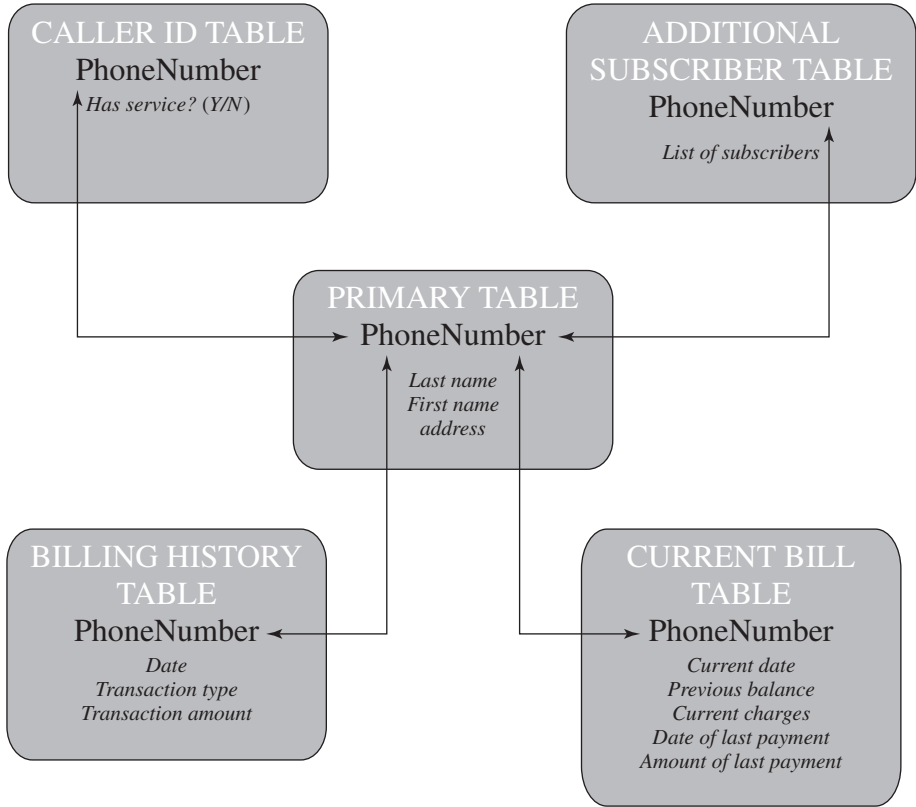 CALLER ID TABLE
PhoneNumber
Has service? (Y/N)
ADDITIONAL
SUBSCRIBER TABLE
PhoneNumber
List of subscribers
PRIMARY TABLE
PhoneNumber
Last name
First name
address
BILLING HISTORY
TABLE
PhoneNumber
Date
Transaction type
Transaction amount
CURRENT BILL
TABLE
PhoneNumber
Current date
Previous balance
Current charges
Date of last payment
Amount of last payment